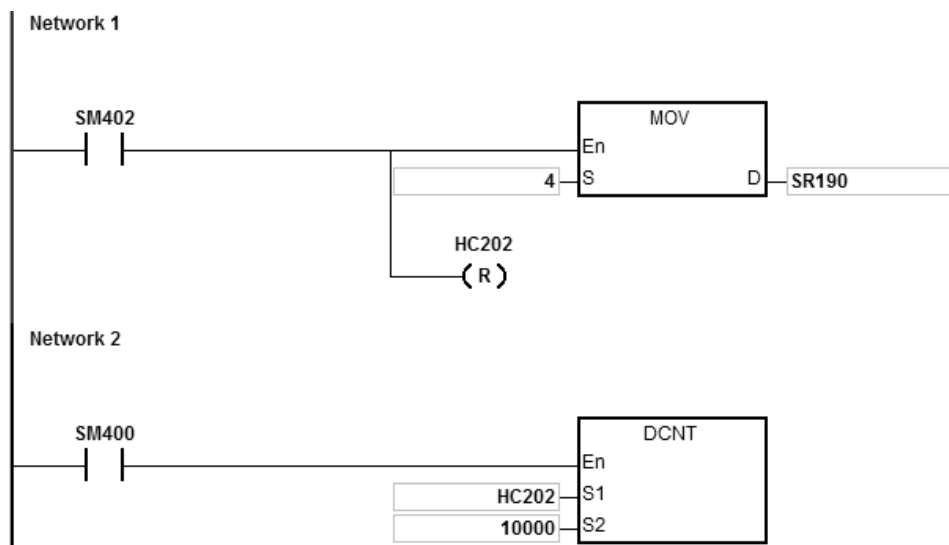 Network 1
SM402
MOV
En
4 S D SR190
HC202
( R )
Network 2
SM400
DCNT
En
HC202 S1
10000 S2